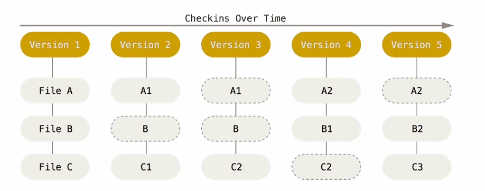 Checkins Over Time
Version 1 Version 2 Version 3 Version 4 Version 5
File A A1 A1 A2 A2
File B B B B1 B2
File C C1 C2 C2 C3